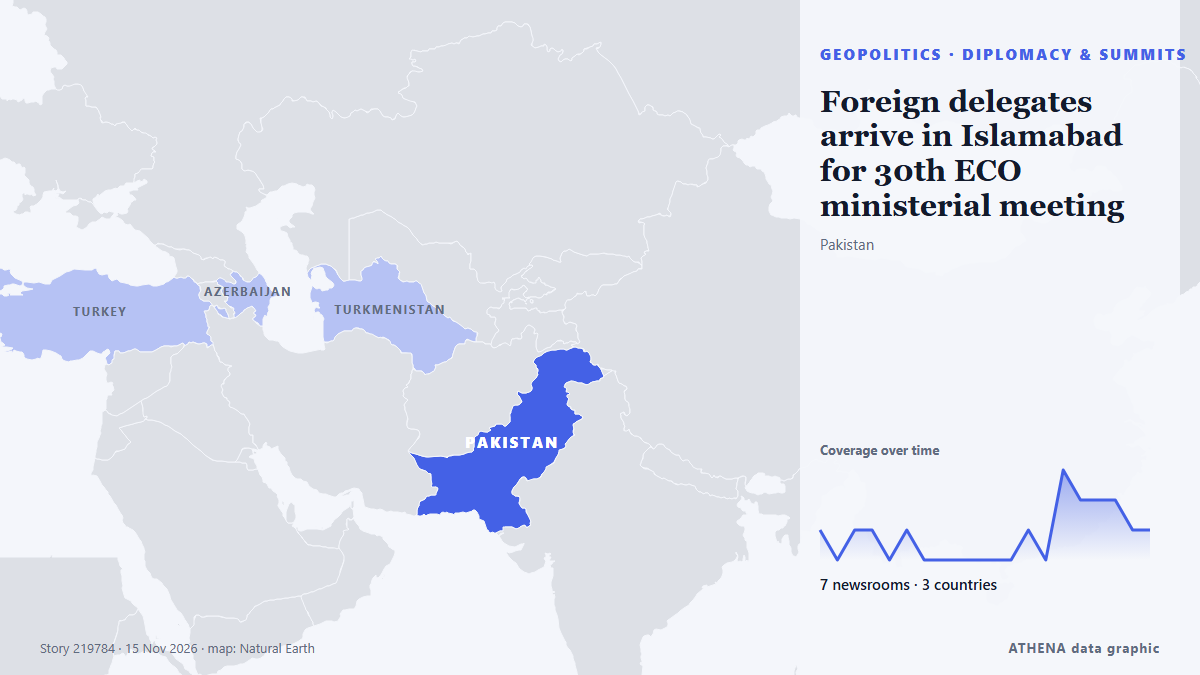 GEOPOLITICS · DIPLOMACY & SUMMITS
Foreign delegates
arrive in Islamabad
for 30th ECO
ministerial meeting
Pakistan
TURKEY
AZERBAIJAN
TURKMENISTAN
PAKISTAN
Coverage over time
7 newsrooms · 3 countries
Story 219784 · 15 Nov 2026 · map: Natural Earth
ATHENA data graphic